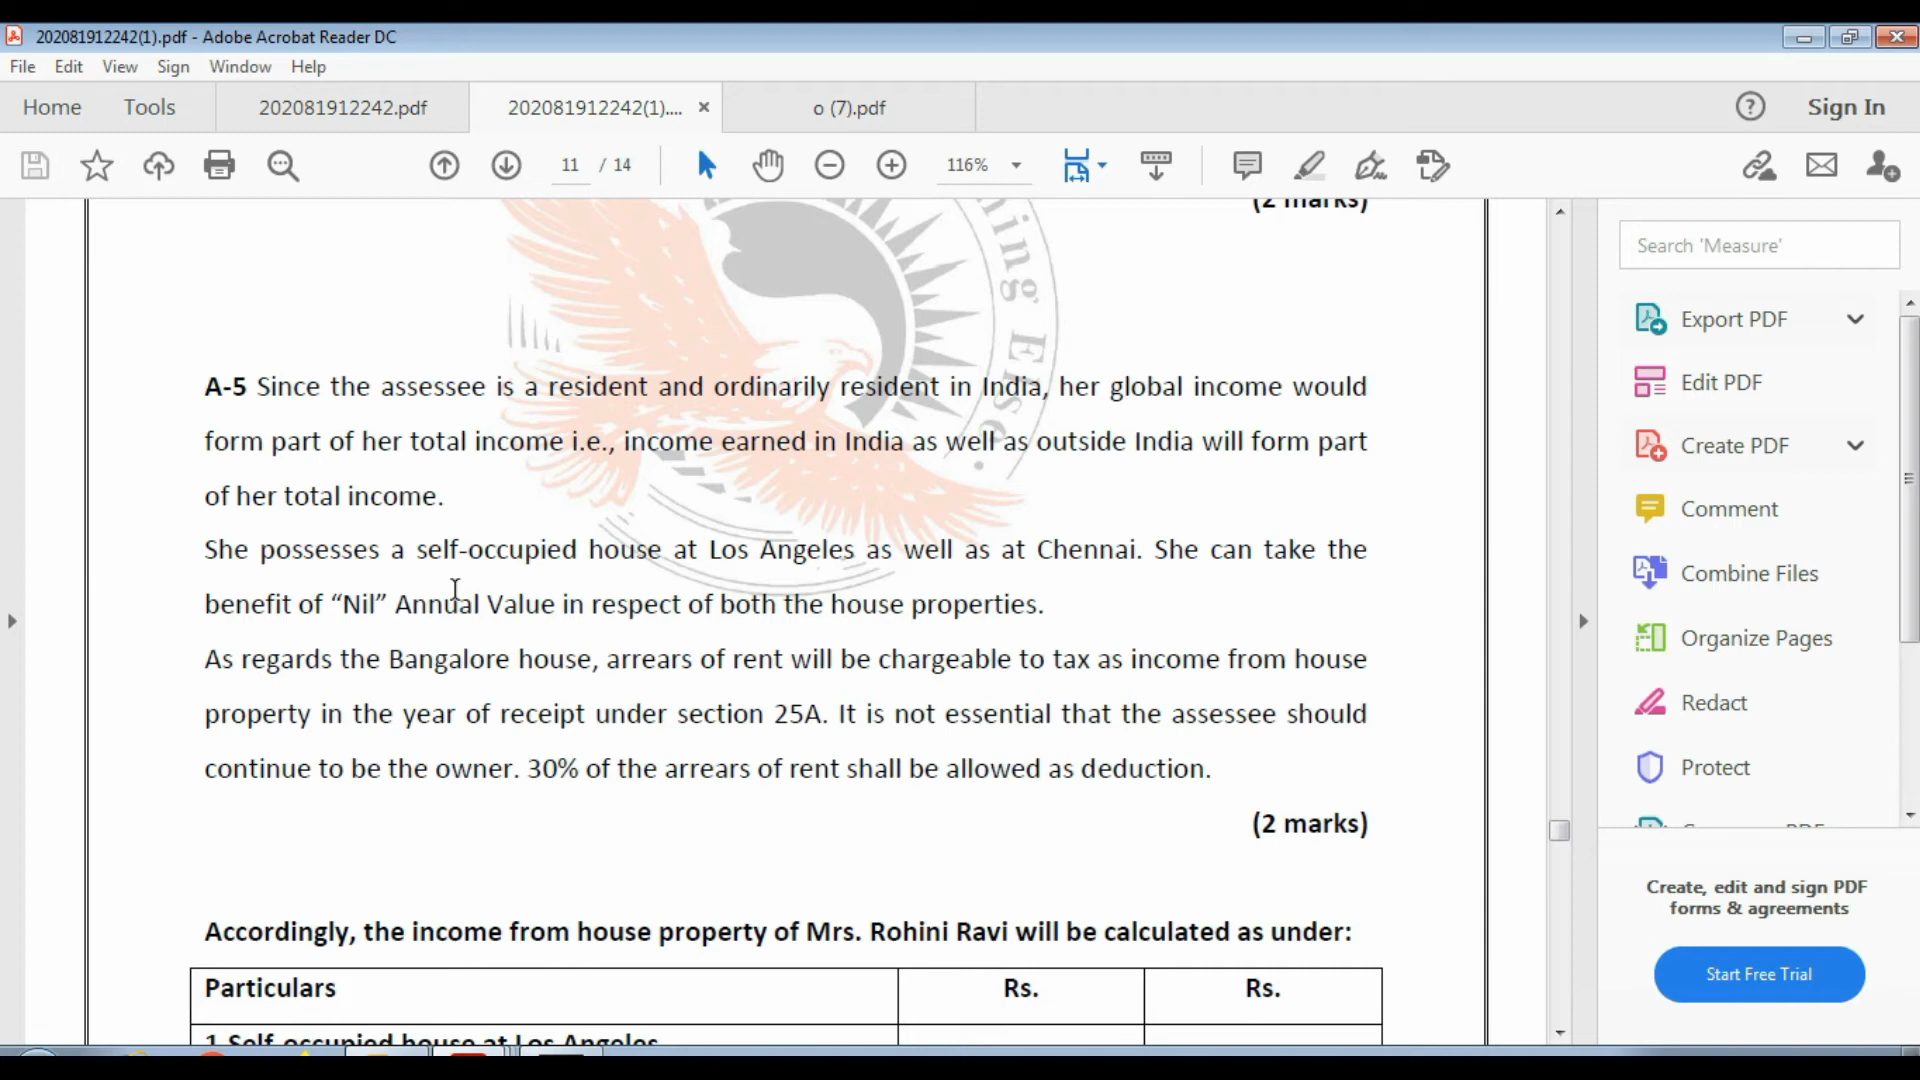 202081912242(1).pdf - Adobe Acrobat Reader DC
File Edit View Sign Window Help
Home Tools 202081912242.pdf 202081912242(1).... × o (7).pdf ? Sign In
11 / 14 116%
(2 marks)
ning Else.
A-5 Since the assessee is a resident and ordinarily resident in India, her global income would
form part of her total income i.e., income earned in India as well as outside India will form part
of her total income.
She possesses a self-occupied house at Los Angeles as well as at Chennai. She can take the
benefit of “Nil” Annual Value in respect of both the house properties.
As regards the Bangalore house, arrears of rent will be chargeable to tax as income from house
property in the year of receipt under section 25A. It is not essential that the assessee should
continue to be the owner. 30% of the arrears of rent shall be allowed as deduction.
(2 marks)
Accordingly, the income from house property of Mrs. Rohini Ravi will be calculated as under:
Particulars Rs. Rs.
1.Self-occupied house at Los Angeles
Search 'Measure'
Export PDF
Edit PDF
Create PDF
Comment
Combine Files
Organize Pages
Redact
Protect
Create, edit and sign PDF
forms & agreements
Start Free Trial